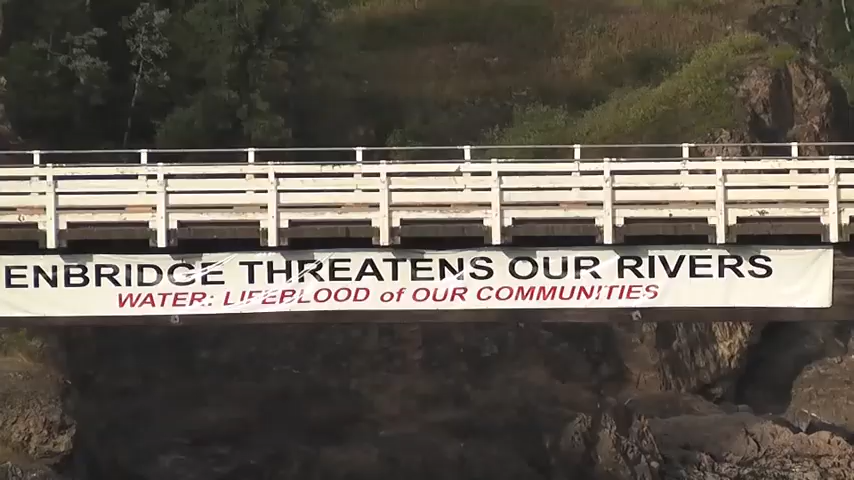 ENBRIDGE THREATENS OUR RIVERS
WATER: LIFEBLOOD of OUR COMMUNITIES